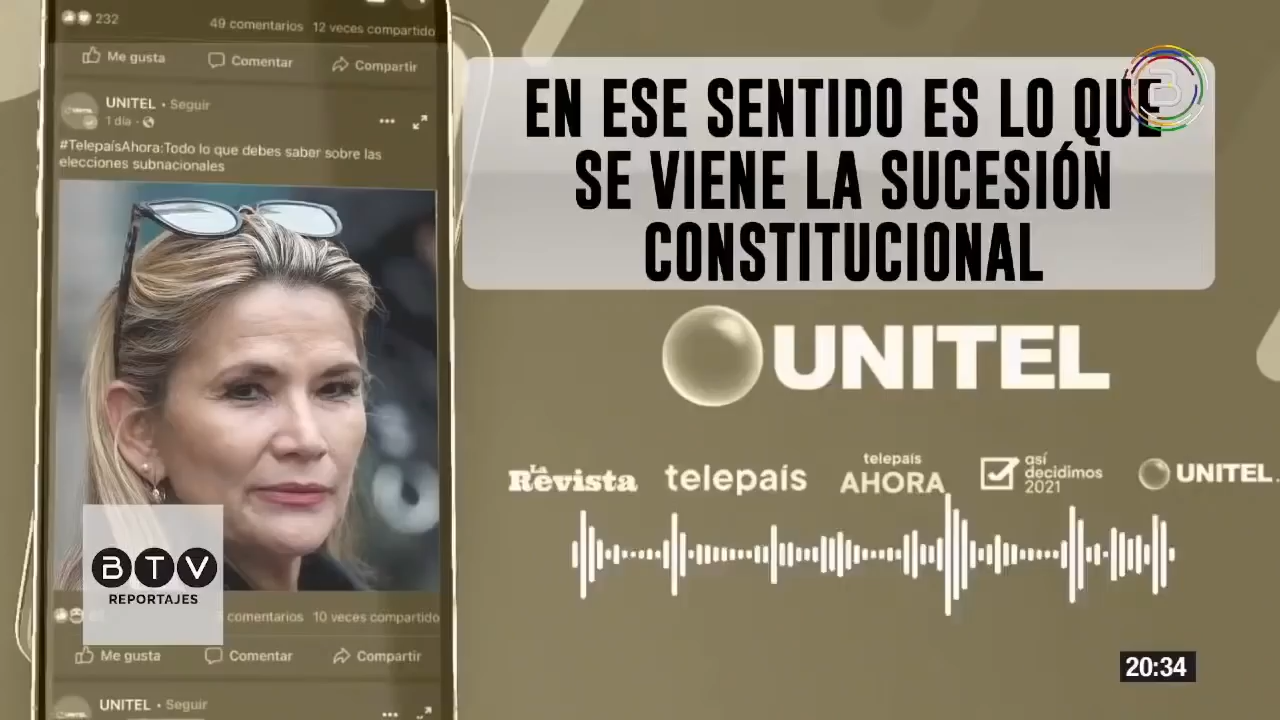 232
49 comentarios 12 veces compartido
Me gusta Comentar Compartir
UNITEL • Seguir
1 día
#TelepaísAhora:Todo lo que debes saber sobre las
elecciones subnacionales
EN ESE SENTIDO ES LO QUE
SE VIENE LA SUCESIÓN
CONSTITUCIONAL
B
UNITEL
La Revista
telepaís
telepaís
AHORA
así
decidimos
2021
UNITEL
BTV
REPORTAJES
comentarios 10 veces compartido
Me gusta Comentar Compartir
UNITEL • Seguir
20:34